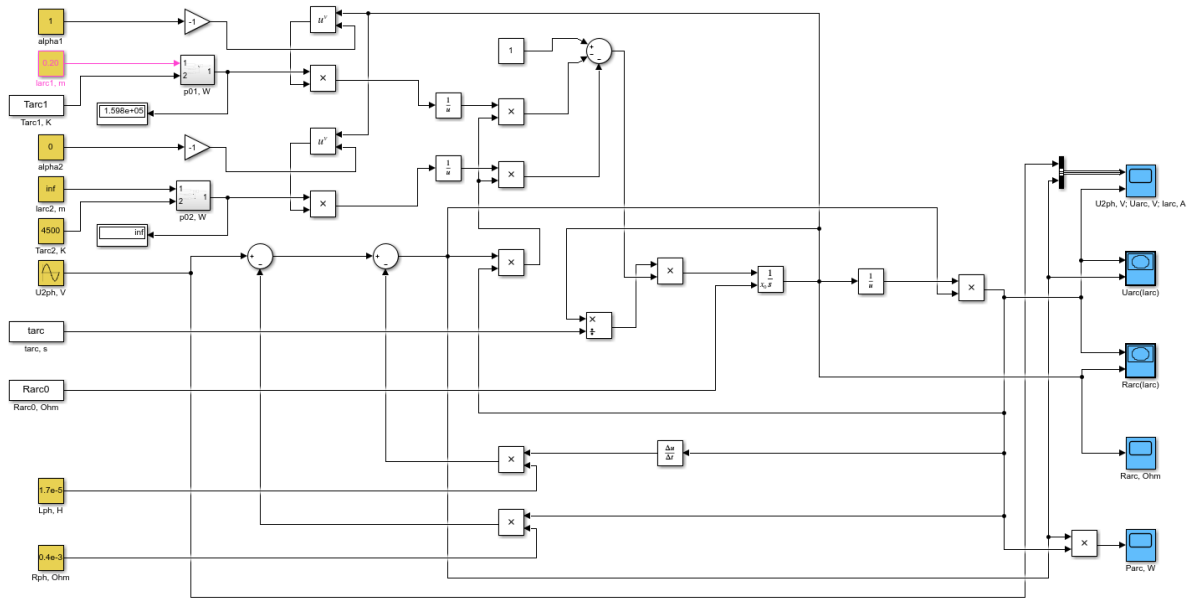 1
alpha1
-1
u^v
0.20
larc1, m
1
2
1
p01, W
Tarc1
Tarc1, K
1.598e+05
×
1
+
−
−
1
u
×
0
alpha2
-1
u^v
inf
larc2, m
1
2
1
p02, W
4500
Tarc2, K
inf
×
1
u
×
U2ph, V
+
−
+
−
×
×
1
x₀ s
1
u
×
tarc
tarc, s
×
÷
Rarc0
Rarc0, Ohm
U2ph, V; Uarc, V; Iarc, A
Uarc(Iarc)
Rarc(Iarc)
Rarc, Ohm
×
Δu
Δt
1.7e-5
Lph, H
×
0.4e-3
Rph, Ohm
×
Parc, W